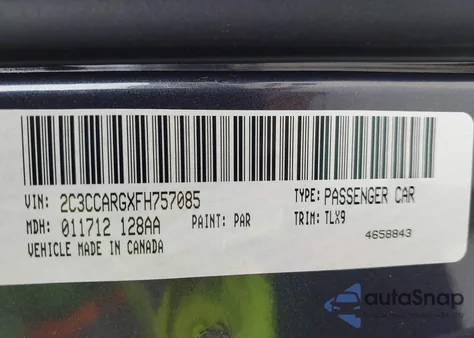 VIN: 2C3CCARGXFH757085 TYPE: PASSENGER CAR
MDH: 011712 128AA PAINT: PAR TRIM: TLX9
VEHICLE MADE IN CANADA 4658843
autoSnap